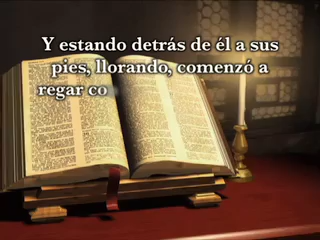 Y estando detrás de él a sus
pies, llorando, comenzó a
regar co